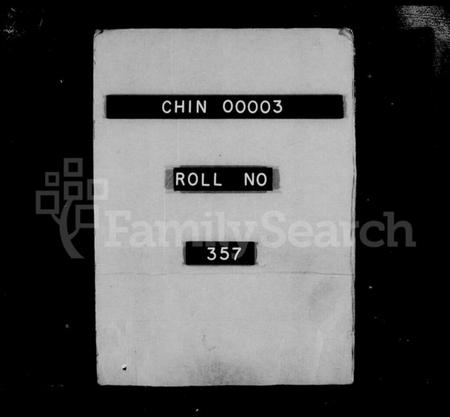 CHIN 00003
ROLL NO
FamilySearch
357